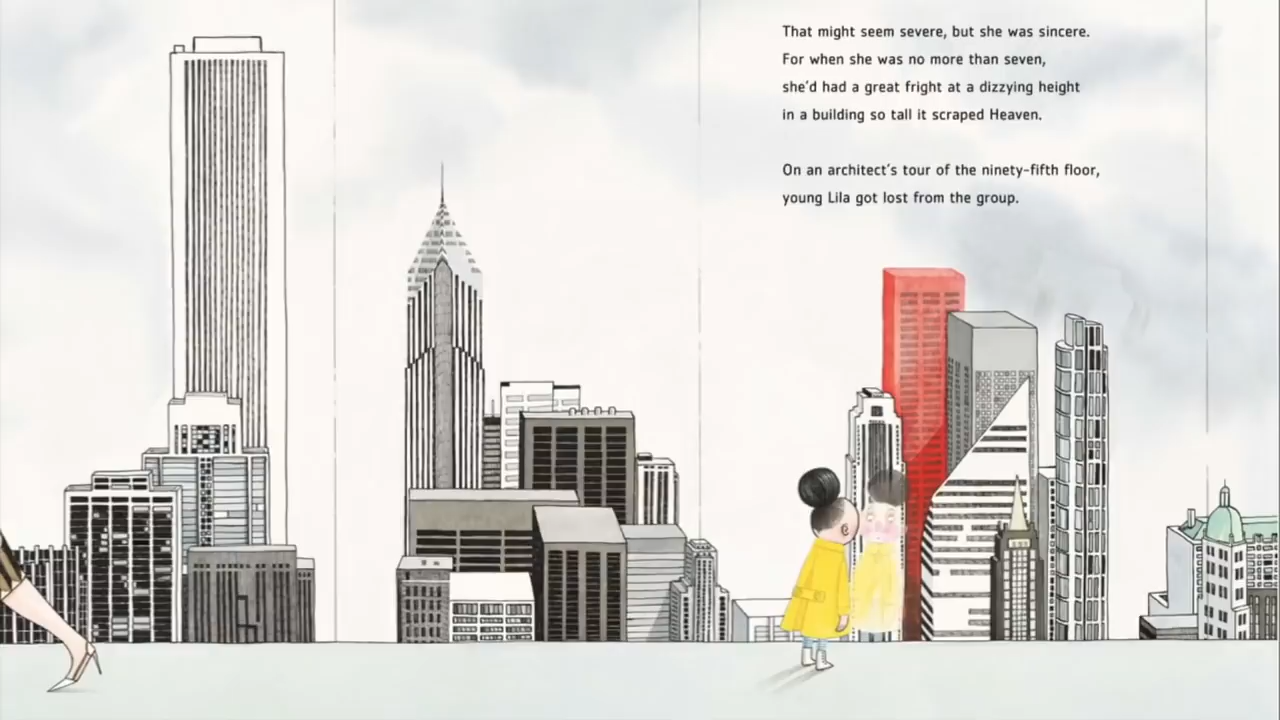 That might seem severe, but she was sincere.
For when she was no more than seven,
she'd had a great fright at a dizzying height
in a building so tall it scraped Heaven.
On an architect's tour of the ninety-fifth floor,
young Lila got lost from the group.